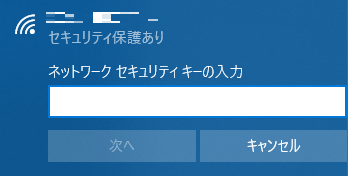 セキュリティ保護あり
ネットワーク セキュリティ キーの入力
次へ
キャンセル